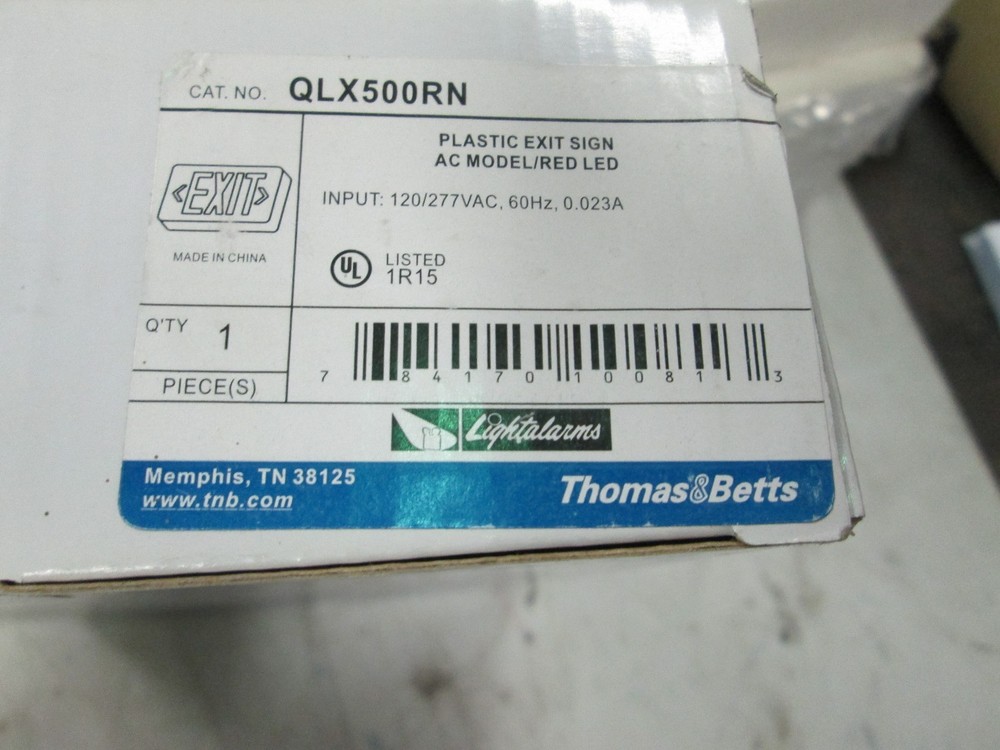 CAT. NO. QLX500RN
‹EXIT›
MADE IN CHINA
PLASTIC EXIT SIGN
AC MODEL/RED LED
INPUT: 120/277VAC, 60Hz, 0.023A
UL LISTED
1R15
Q'TY 1
PIECE(S)
7 84170 10081 3
Lightalarms
Memphis, TN 38125
www.tnb.com
Thomas&Betts